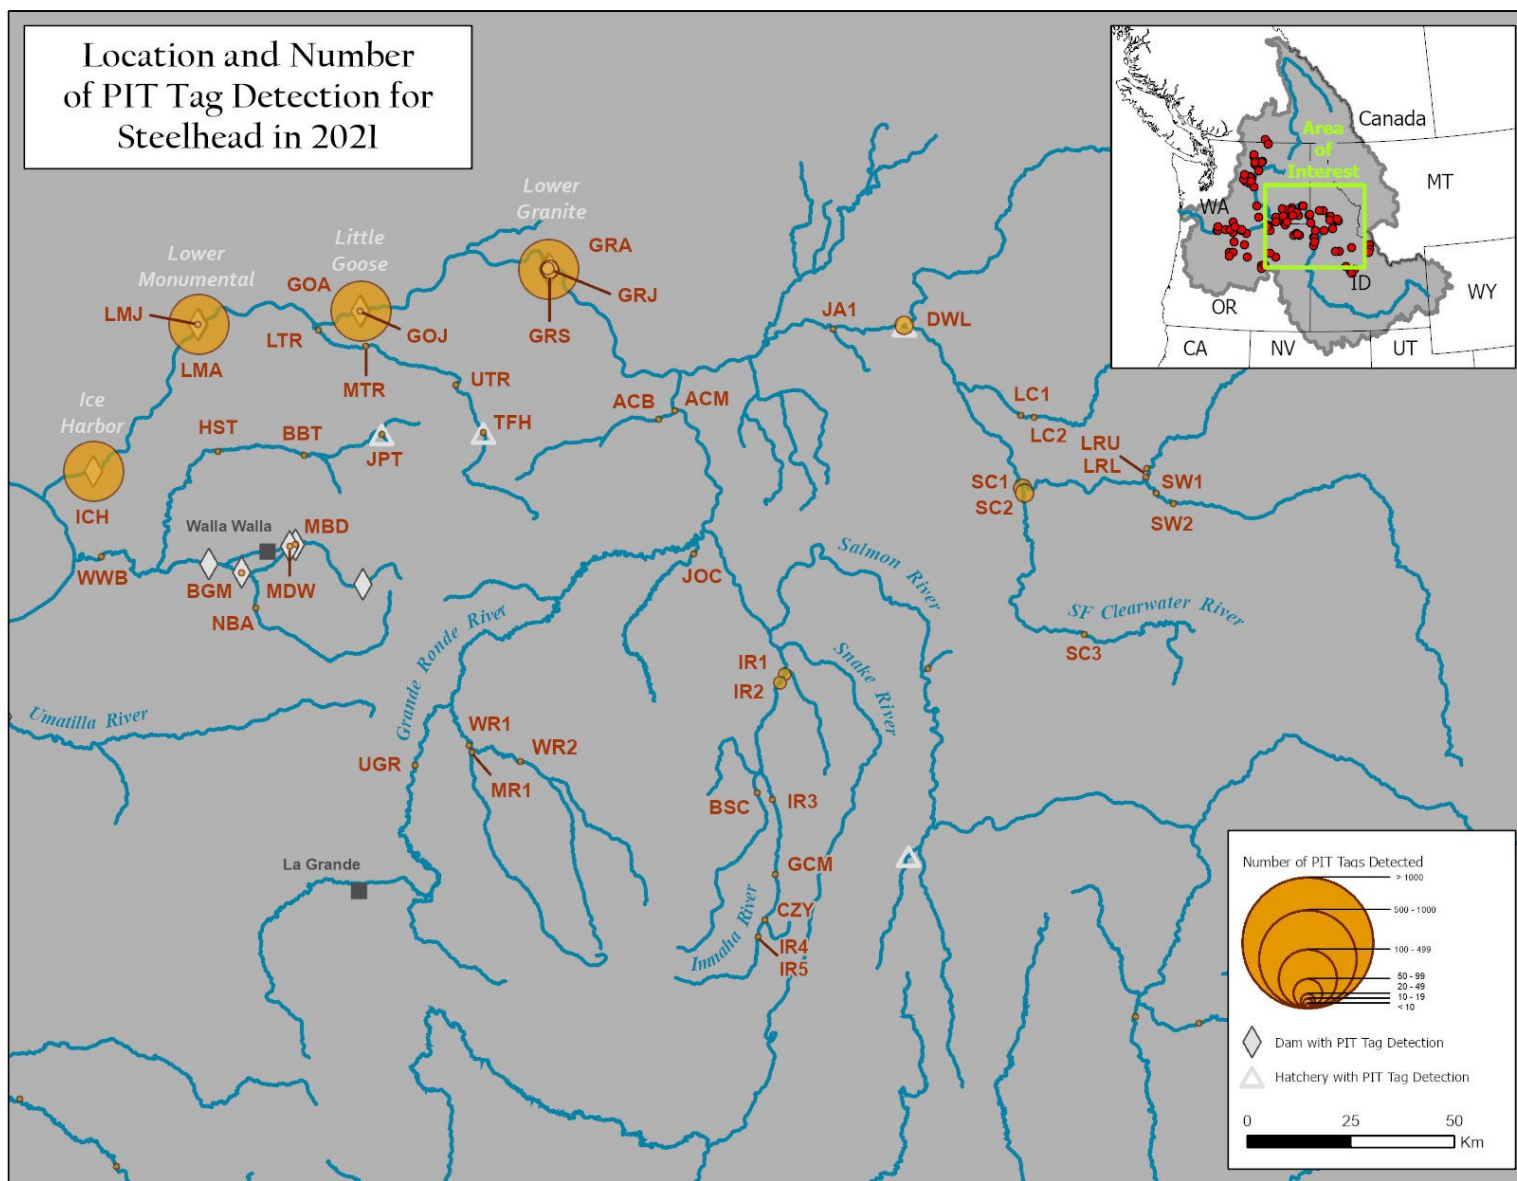 Location and Number
of PIT Tag Detection for
Steelhead in 2021
Canada
Area
of
Interest
MT
WA
OR
ID
WY
CA
NV
UT
Lower
Granite
GRA
GRJ
GRS
Lower
Monumental
LMJ
LMA
Little
Goose
GOA
GOJ
LTR
MTR
UTR
TFH
JA1
DWL
Ice
Harbor
ICH
HST
BBT
JPT
ACB
ACM
LC1
LC2
LRU
LRL
SW1
SW2
SC1
SC2
Walla Walla
MBD
WWB
BGM
MDW
NBA
JOC
Salmon River
SF Clearwater River
SC3
Grande Ronde River
Snake River
IR1
IR2
Umatilla River
WR1
WR2
UGR
MR1
BSC
IR3
La Grande
GCM
CZY
IR4
IR5
Inmaha River
Number of PIT Tags Detected
> 1000
500 - 1000
100 - 499
50 - 99
20 - 49
10 - 19
< 10
Dam with PIT Tag Detection
Hatchery with PIT Tag Detection
0 25 50
Km